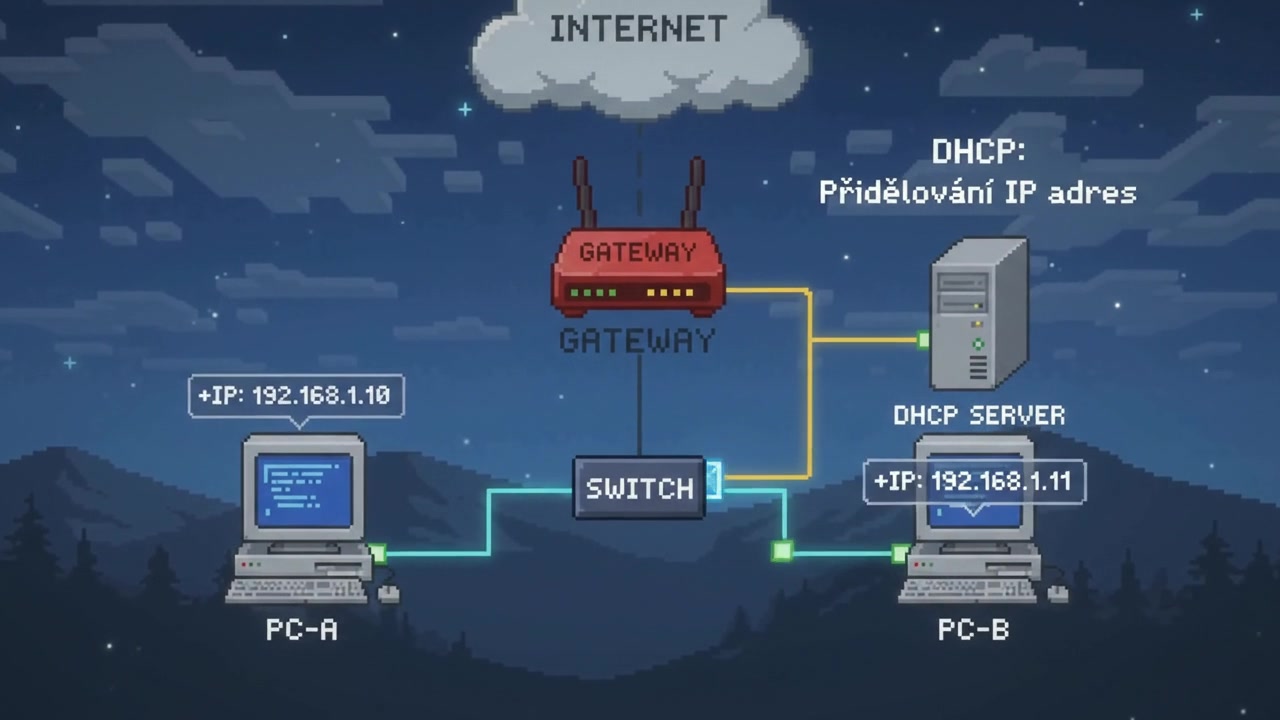 INTERNET
DHCP:
Přidělování IP adres
GATEWAY
GATEWAY
+IP: 192.168.1.10
DHCP SERVER
SWITCH
+IP: 192.168.1.11
PC-A
PC-B